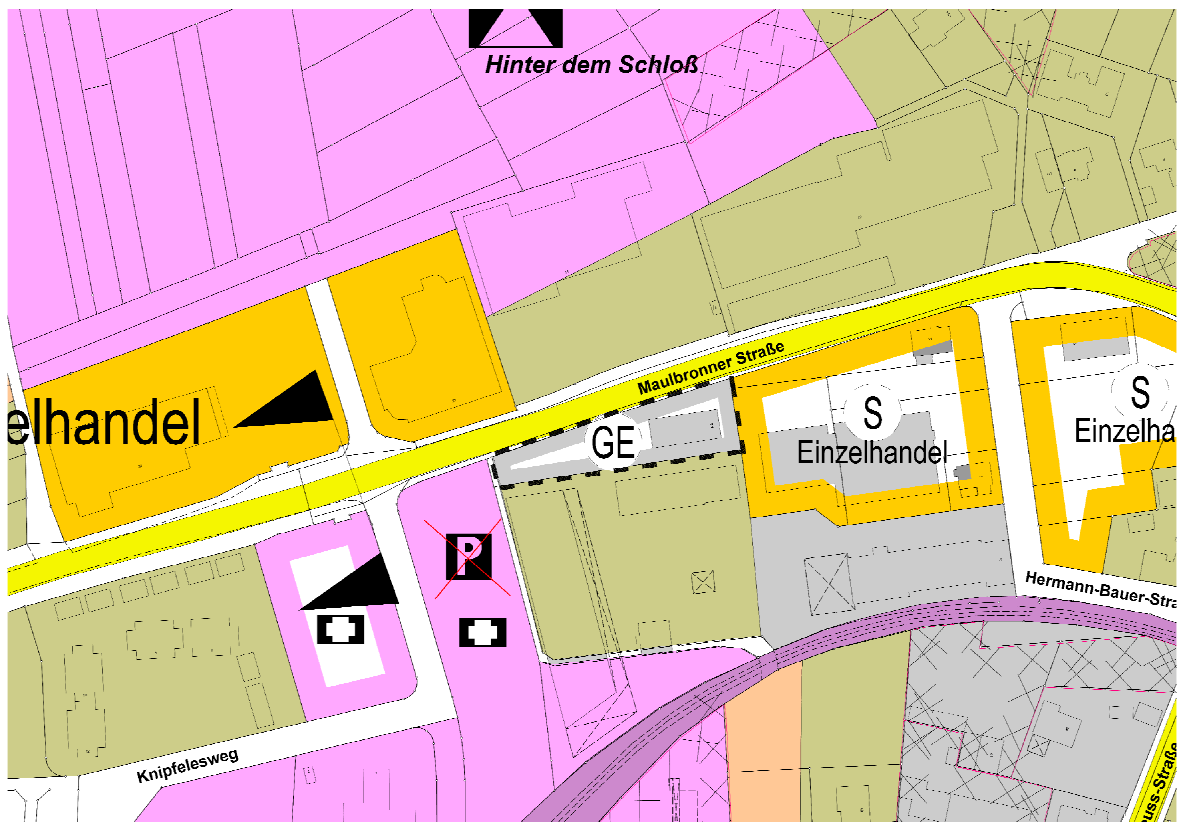 Hinter dem Schloß
Maulbronner Straße
elhandel
GE
S
Einzelhandel
S
Einzelha
P
Hermann-Bauer-Stra
Knipfelesweg
uss-Straße